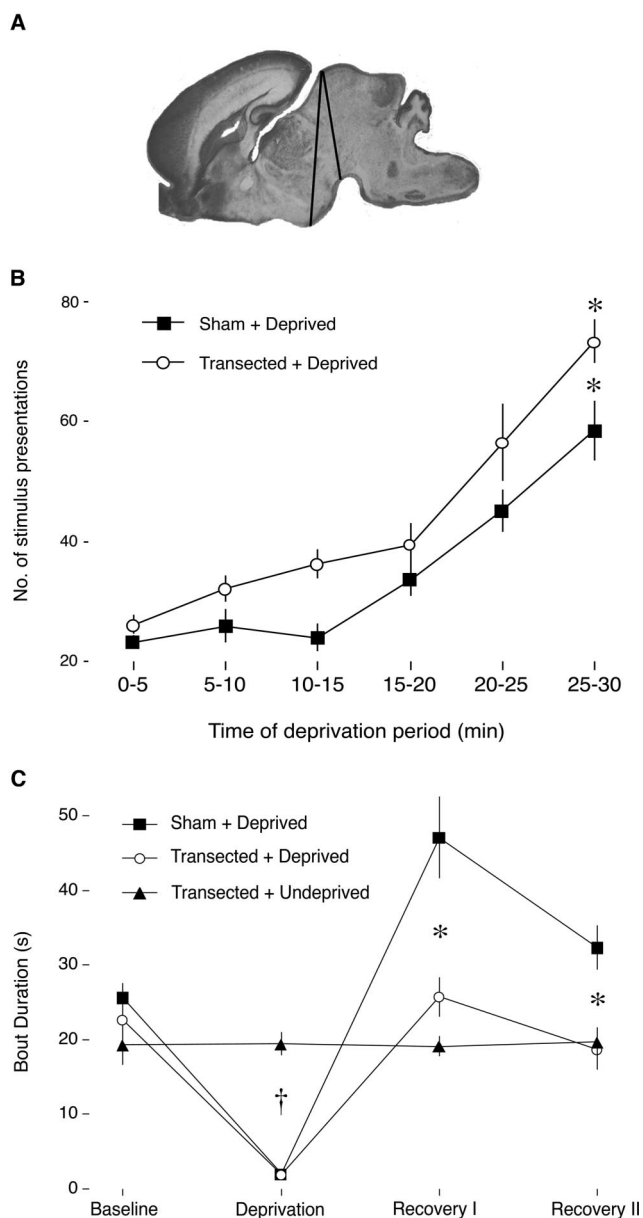 A
B
80 -
60 -
40 -
20 -
No. of stimulus presentations
Sham + Deprived
Transected + Deprived
*
*
0-5 5-10 10-15 15-20 20-25 25-30
Time of deprivation period (min)
C
50 -
40 -
30 -
20 -
10 -
0 -
Bout Duration (s)
Sham + Deprived
Transected + Deprived
Transected + Undeprived
*
*
†
Baseline Deprivation Recovery I Recovery II